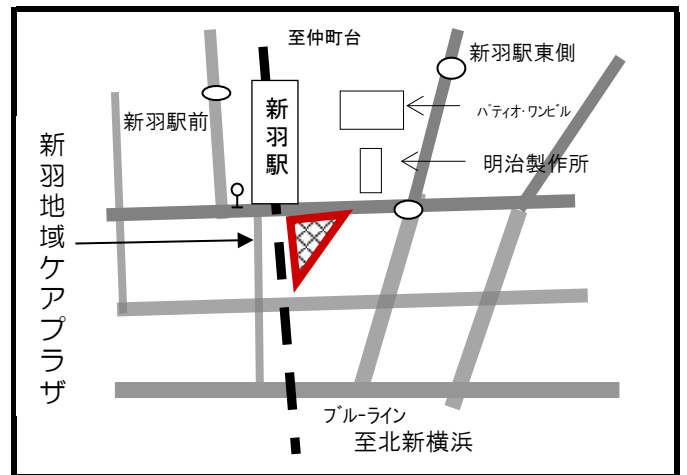 至仲町台
新羽駅東側
新羽駅
パティオ・ワンビル
新羽駅前
明治製作所
新羽地域ケアプラザ
ブルーライン
至北新横浜